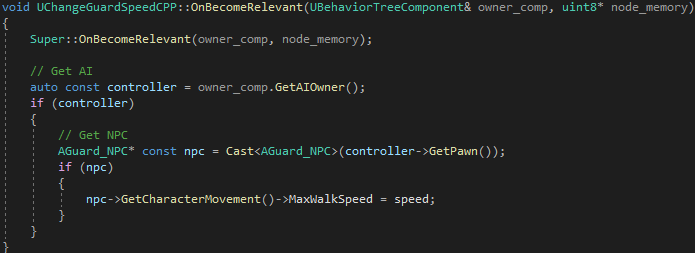 void UChangeGuardSpeedCPP::OnBecomeRelevant(UBehaviorTreeComponent& owner_comp, uint8* node_memory)
{
    Super::OnBecomeRelevant(owner_comp, node_memory);
    // Get AI
    auto const controller = owner_comp.GetAIOwner();
    if (controller)
    {
        // Get NPC
        AGuard_NPC* const npc = Cast<AGuard_NPC>(controller->GetPawn());
        if (npc)
        {
            npc->GetCharacterMovement()->MaxWalkSpeed = speed;
        }
    }
}